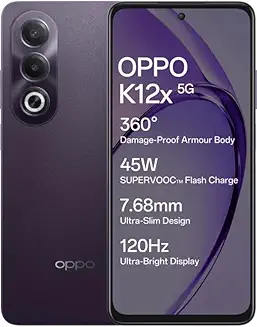 OPPO
K12x 5G
360°
Damage-Proof Armour Body
45W
SUPERVOOC™ Flash Charge
7.68mm
Ultra-Slim Design
120Hz
Ultra-Bright Display
oppo